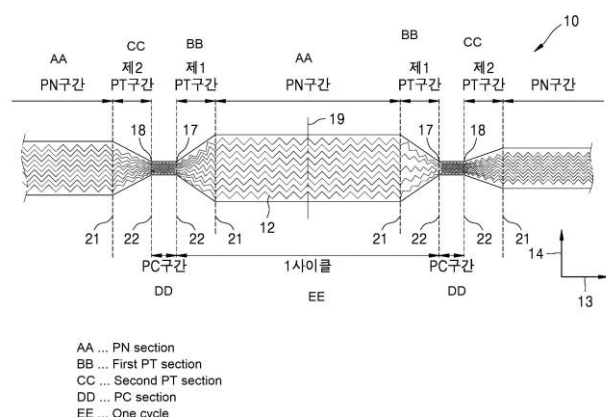 10
AA
CC
BB
AA
BB
CC
제2
제1
제1
제2
PN구간
PT구간
PT구간
PN구간
PT구간
PT구간
PN구간
18
17
19
17
18
12
21
22
22
21
21
22
22
21
PC구간
1사이클
PC구간
DD
EE
DD
14
13
AA ... PN section
BB ... First PT section
CC ... Second PT section
DD ... PC section
EE ... One cycle